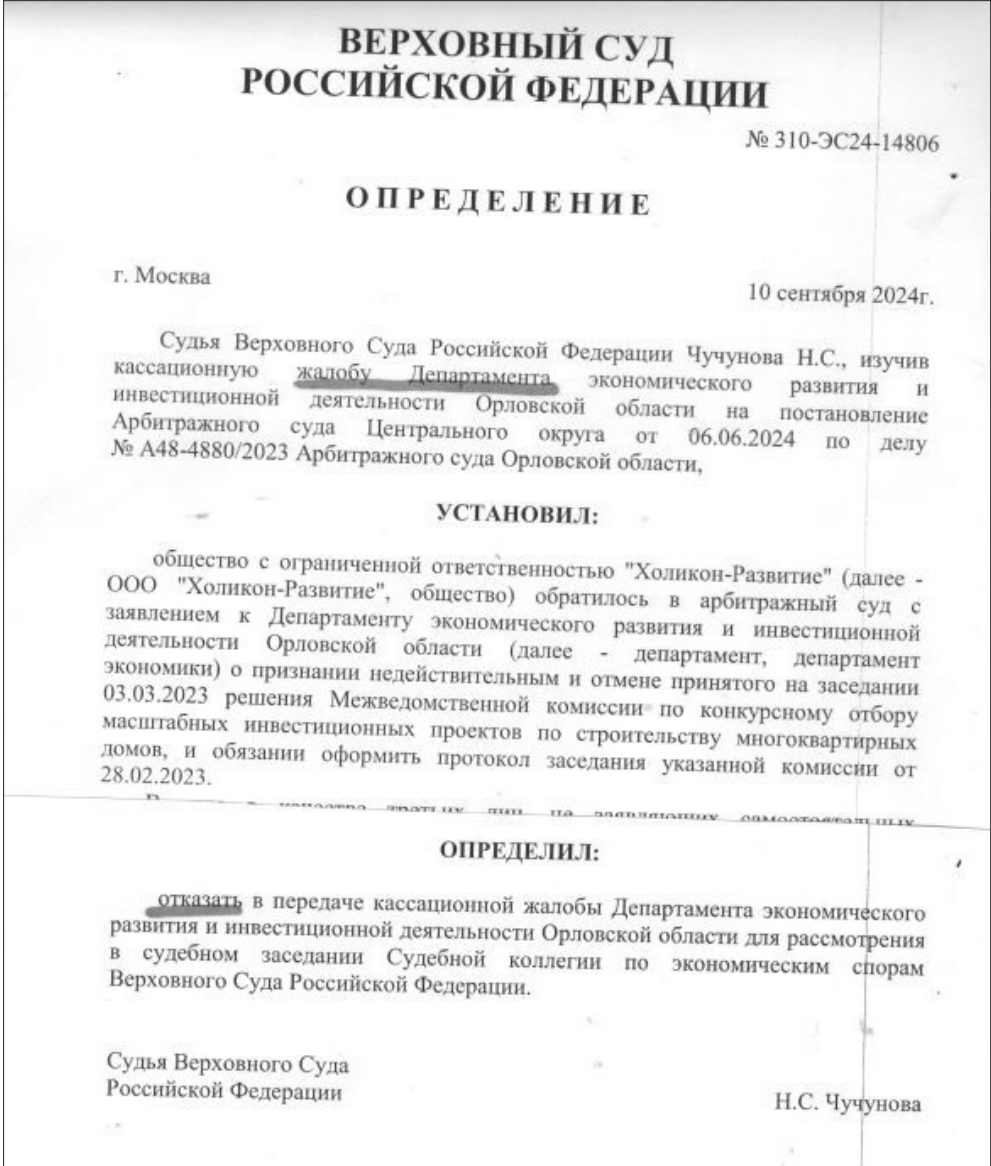 ВЕРХОВНЫЙ СУД
РОССИЙСКОЙ ФЕДЕРАЦИИ
№ 310-ЭС24-14806
ОПРЕДЕЛЕНИЕ
г. Москва
10 сентября 2024г.
Судья Верховного Суда Российской Федерации Чучунова Н.С., изучив
кассационную жалобу Департамента экономического развития и
инвестиционной деятельности Орловской области на постановление
Арбитражного суда Центрального округа от 06.06.2024 по делу
№ А48-4880/2023 Арбитражного суда Орловской области,
УСТАНОВИЛ:
общество с ограниченной ответственностью "Холикон-Развитие" (далее -
ООО "Холикон-Развитие", общество) обратилось в арбитражный суд с
заявлением к Департаменту экономического развития и инвестиционной
деятельности Орловской области (далее - департамент, департамент
экономики) о признании недействительным и отмене принятого на заседании
03.03.2023 решения Межведомственной комиссии по конкурсному отбору
масштабных инвестиционных проектов по строительству многоквартирных
домов, и обязании оформить протокол заседания указанной комиссии от
28.02.2023.
качестве третьих лиц, не заявляющих самостоятельных
ОПРЕДЕЛИЛ:
отказать в передаче кассационной жалобы Департамента экономического
развития и инвестиционной деятельности Орловской области для рассмотрения
в судебном заседании Судебной коллегии по экономическим спорам
Верховного Суда Российской Федерации.
Судья Верховного Суда
Российской Федерации
Н.С. Чучунова